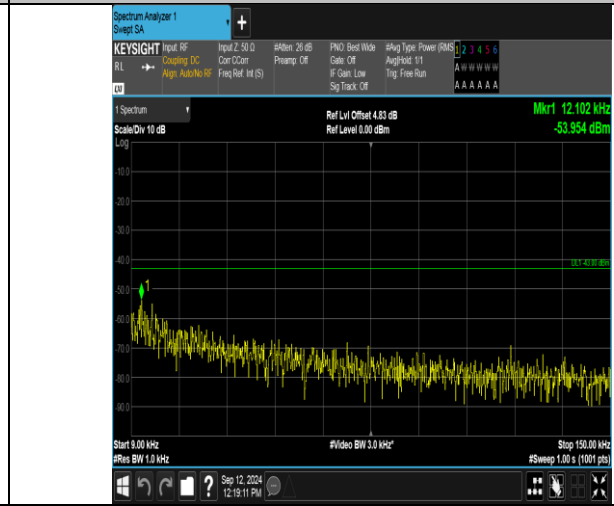 Spectrum Analyzer 1
Swept SA
+
KEYSIGHT
RL
LXI
Input: RF
Coupling: DC
Align: Auto/No RF
Input Z: 50 Ω
Corr CCorr
Freq Ref: Int (S)
#Atten: 26 dB
Preamp: Off
PNO: Best Wide
Gate: Off
IF Gain: Low
Sig Track: Off
#Avg Type: Power (RMS
Avg|Hold: 1/1
Trig: Free Run
1 2 3 4 5 6
A W W W W W
A A A A A A
1 Spectrum
Scale/Div 10 dB
Log
Ref Lvl Offset 4.83 dB
Ref Level 0.00 dBm
Mkr1 12.102 kHz
-53.954 dBm
-10.0
-20.0
-30.0
-40.0
DL1 -43.00 dBm
-50.0
1
-60.0
-70.0
-80.0
-90.0
Start 9.00 kHz
#Res BW 1.0 kHz
#Video BW 3.0 kHz*
Stop 150.00 kHz
#Sweep 1.00 s (1001 pts)
?
Sep 12, 2024
12:19:11 PM